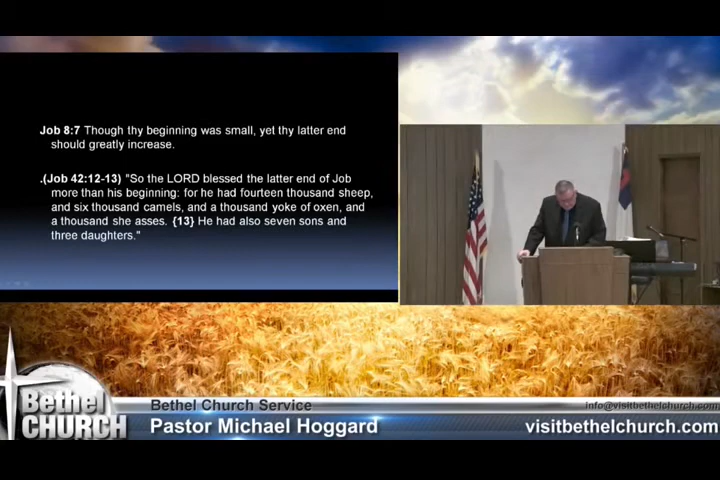 Job 8:7 Though thy beginning was small, yet thy latter end
should greatly increase.
.(Job 42:12-13) "So the LORD blessed the latter end of Job
more than his beginning: for he had fourteen thousand sheep,
and six thousand camels, and a thousand yoke of oxen, and
a thousand she asses. {13} He had also seven sons and
three daughters."
Bethel
CHURCH
Bethel Church Service
info@visitbethelchurch.com
Pastor Michael Hoggard
visitbethelchurch.com